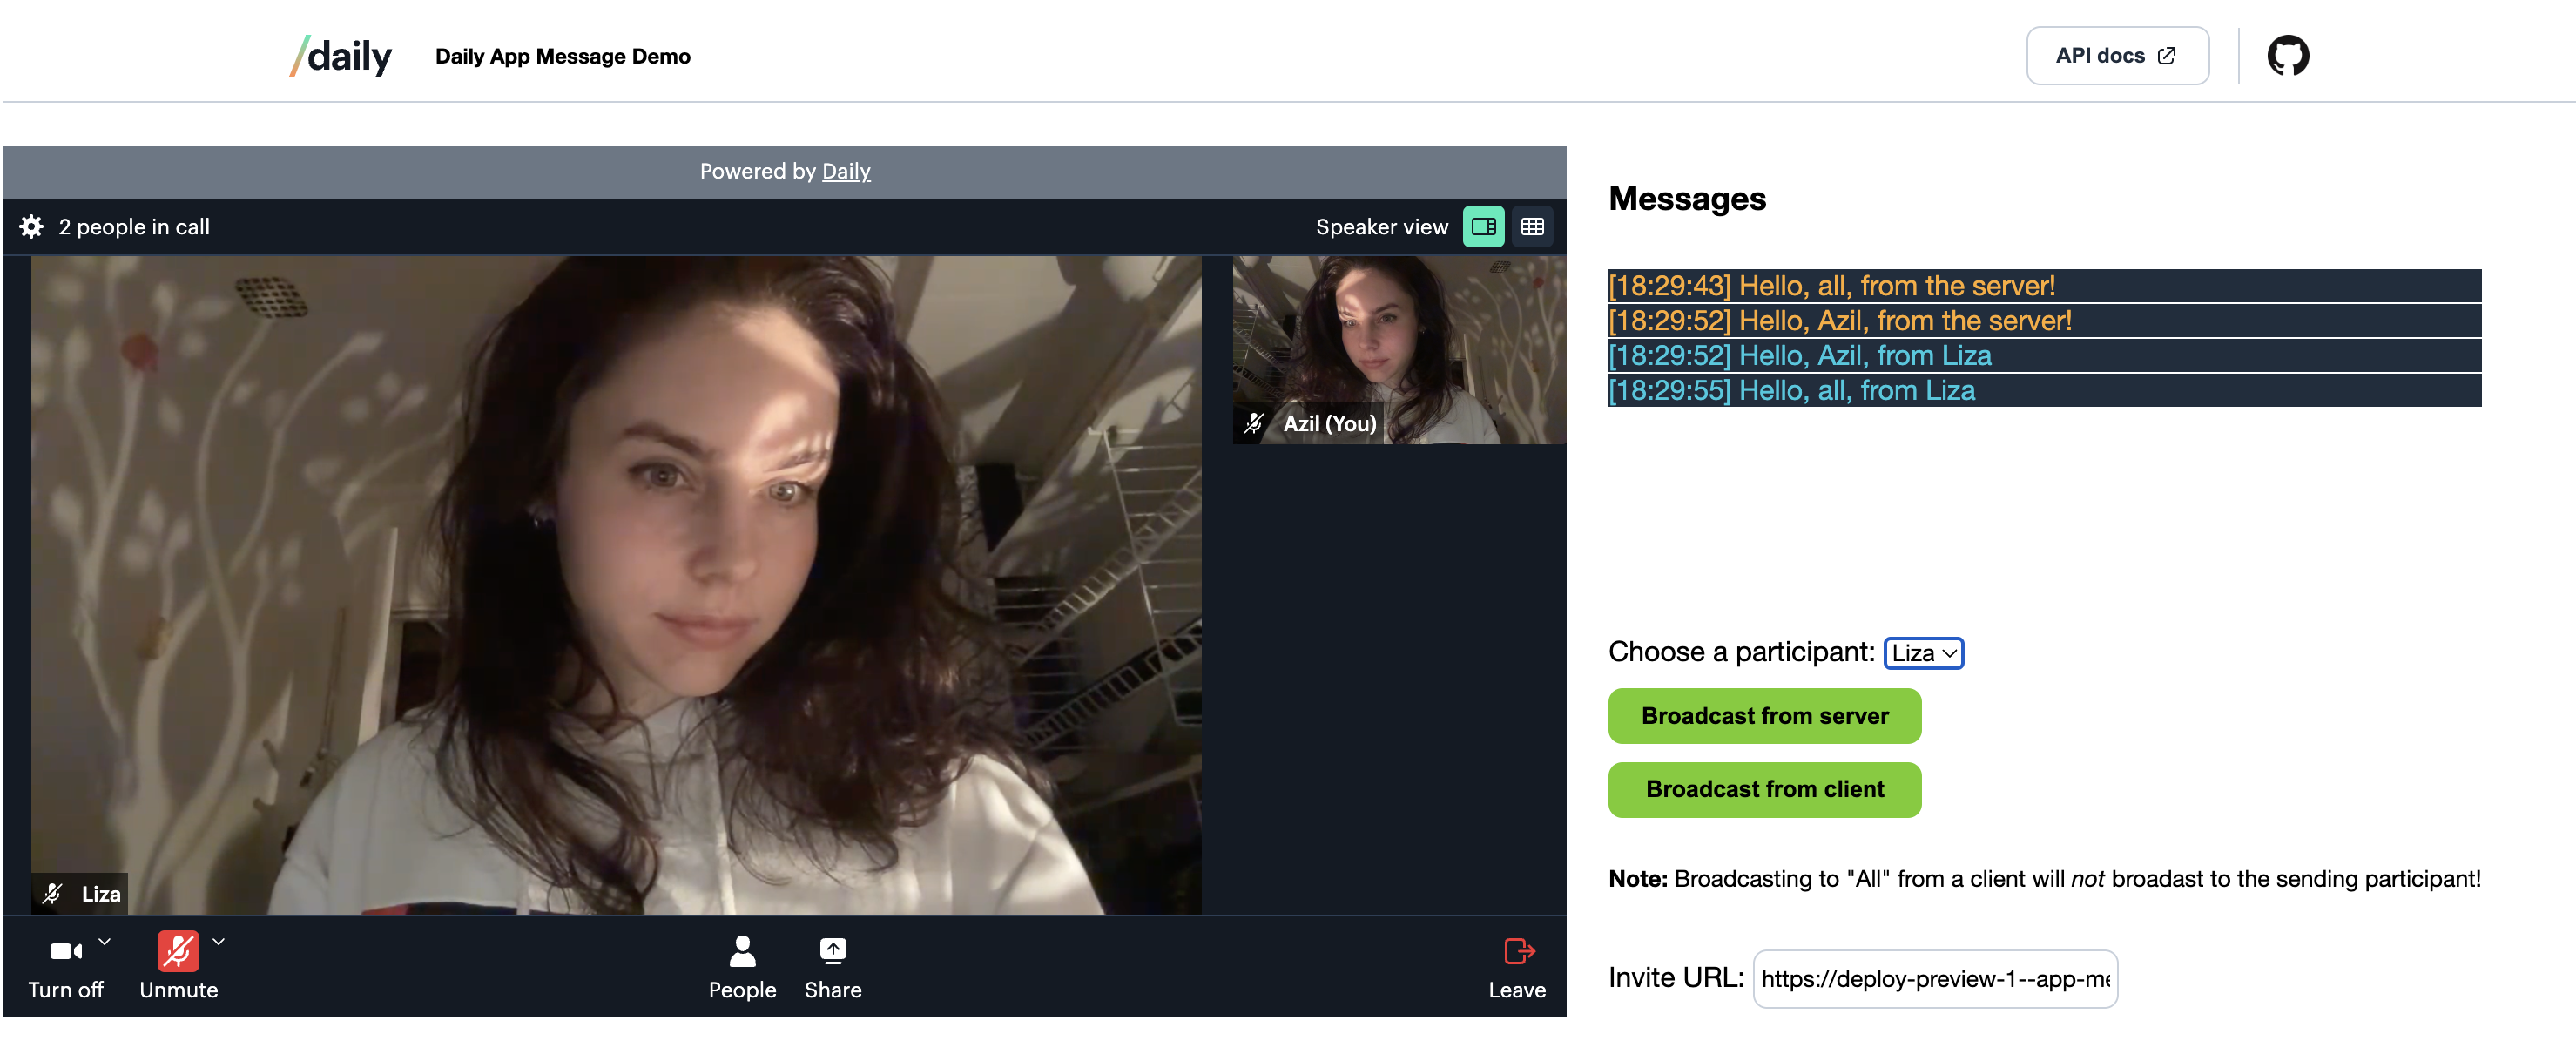 /daily
Daily App Message Demo
API docs
Powered by Daily
2 people in call
Speaker view
Azil (You)
Liza
Turn off
Unmute
People
Share
Leave
Messages
[18:29:43] Hello, all, from the server!
[18:29:52] Hello, Azil, from the server!
[18:29:52] Hello, Azil, from Liza
[18:29:55] Hello, all, from Liza
Choose a participant: Liza
Broadcast from server
Broadcast from client
Note: Broadcasting to "All" from a client will not broadast to the sending participant!
Invite URL: https://deploy-preview-1--app-me